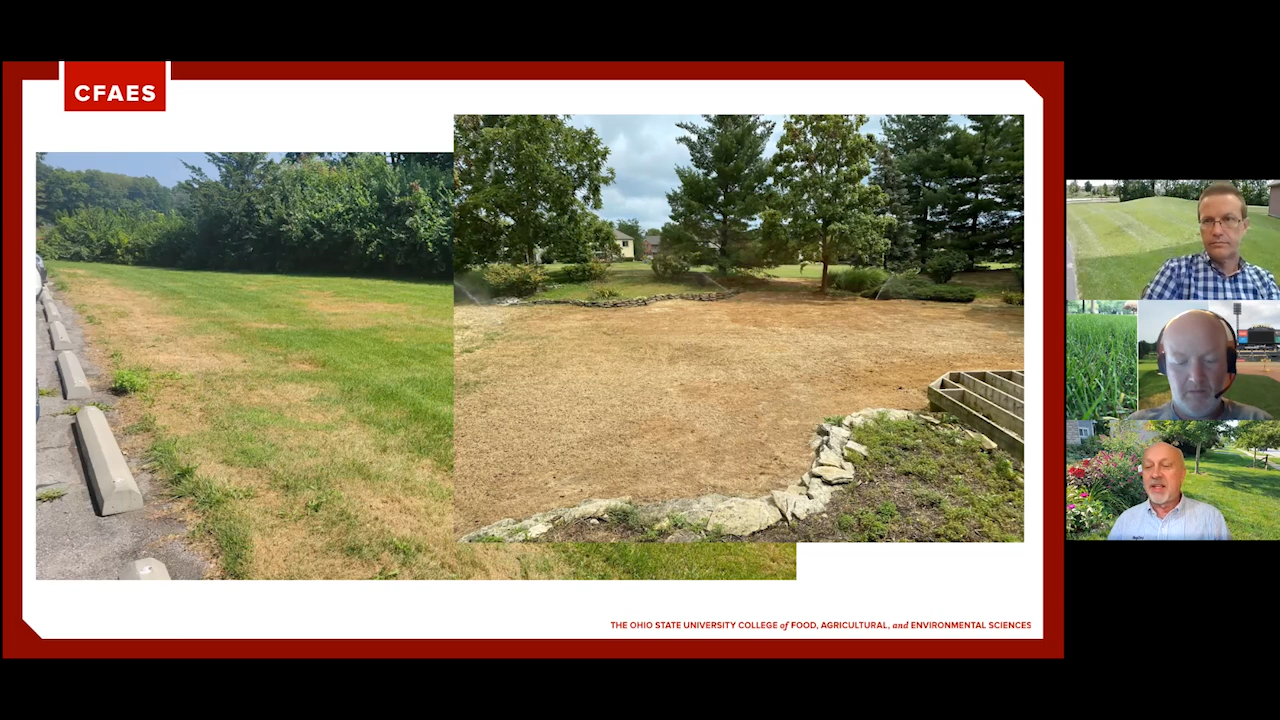 CFAES
THE OHIO STATE UNIVERSITY COLLEGE of FOOD, AGRICULTURAL, and ENVIRONMENTAL SCIENCES